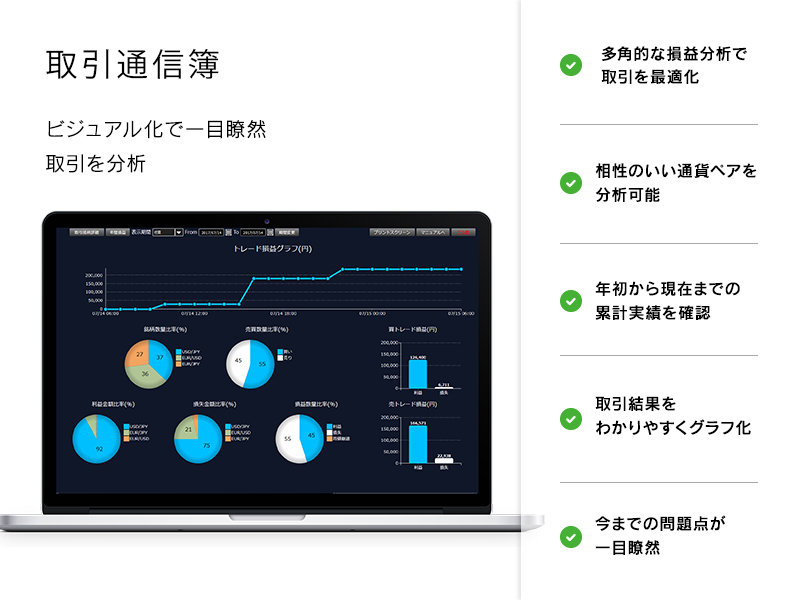 取引通信簿
ビジュアル化で一目瞭然
取引を分析
多角的な損益分析で
取引を最適化
相性のいい通貨ペアを
分析可能
年初から現在までの
累計実績を確認
取引結果を
わかりやすくグラフ化
今までの問題点が
一目瞭然
取引銘柄詳細 年間損益 表示期間 From 2017/07/14 To 2017/07/14 期間変更 プリントスクリーン マニュアルへ
トレード損益グラフ(円)
200,000
150,000
100,000
50,000
0
07/14 06:00 07/14 12:00 07/14 18:00 07/15 00:00 07/15 06:00
銘柄数量比率(%)
27 37 36
USD/JPY
EUR/USD
EUR/JPY
売買数量比率(%)
45 55
買い
売り
買トレード損益(円)
200,000
150,000
100,000
50,000
0
126,400
6,711
利益 損失
利益金額比率(%)
92
USD/JPY
EUR/JPY
EUR/USD
損失金額比率(%)
21 75
USD/JPY
EUR/JPY
EUR/USD
損益数量比率(%)
55 45
利益
損失
売トレード損益(円)
200,000
150,000
100,000
50,000
0
166,571
22,938
利益 損失